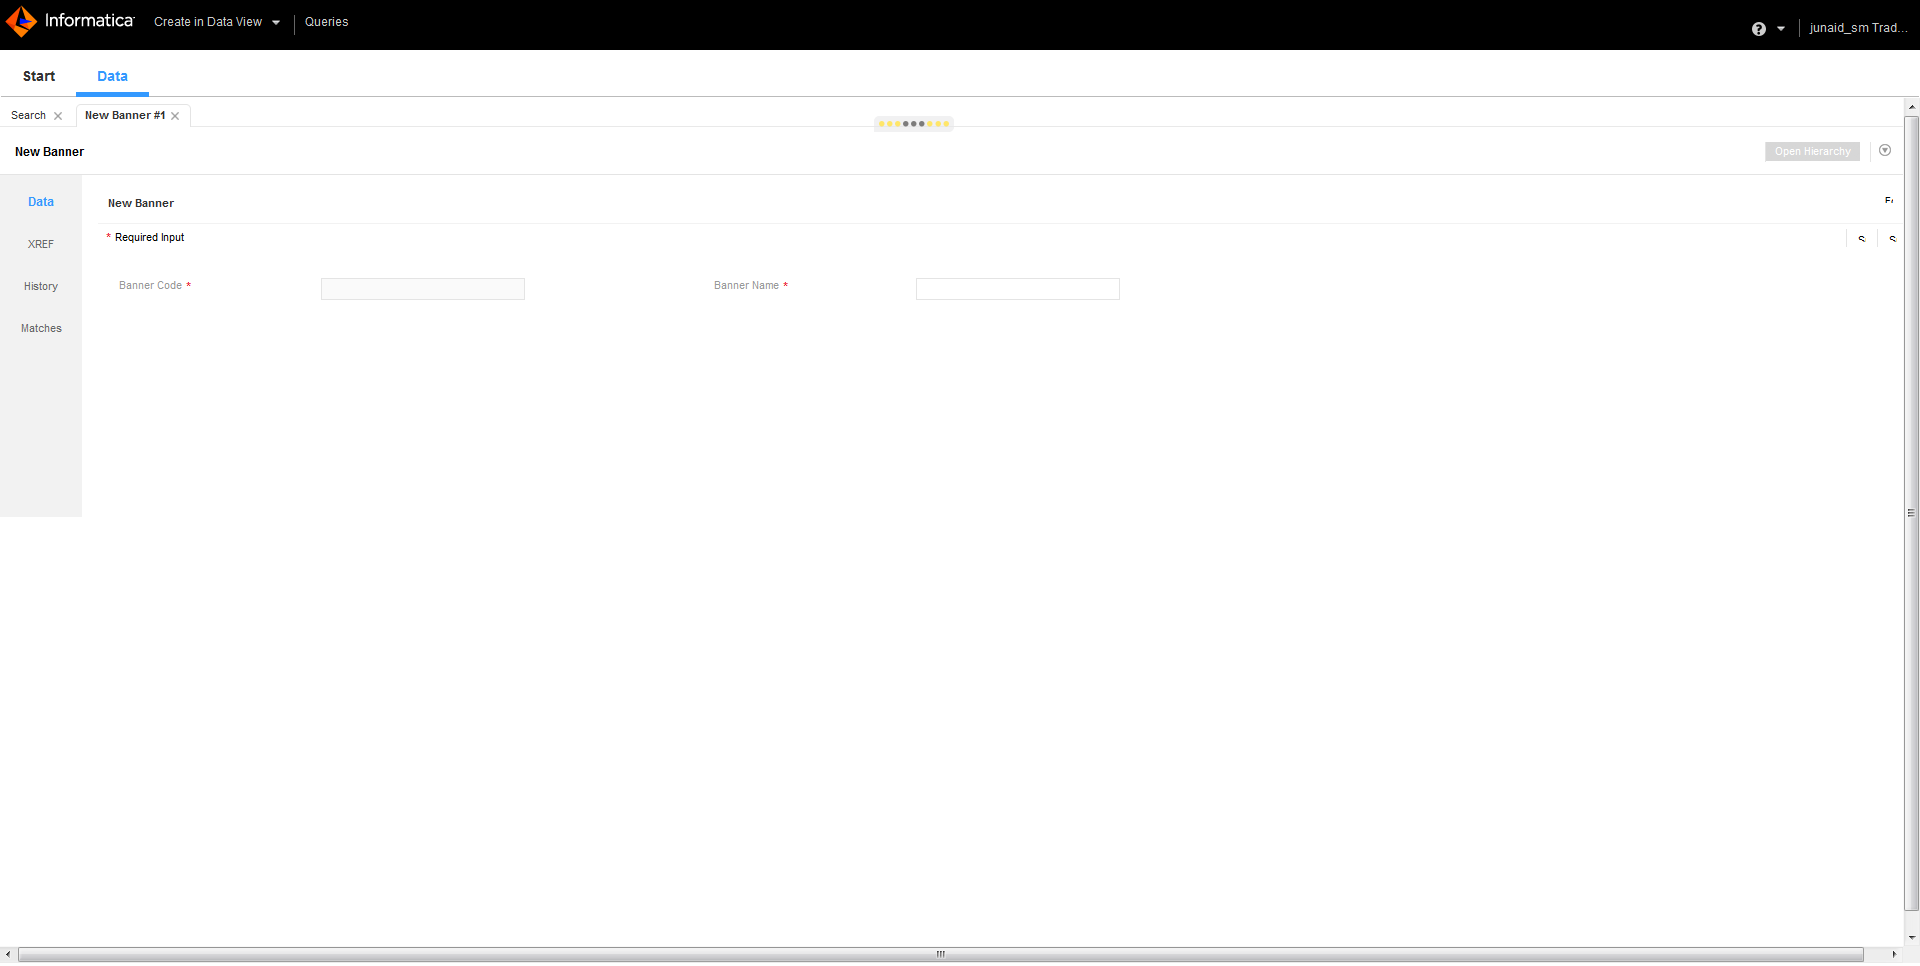 Informatica Create in Data View Queries junaid_sm Trad...
Start Data
Search New Banner #1
New Banner Open Hierarchy
Data
XREF
History
Matches
New Banner
* Required Input
Banner Code * Banner Name *